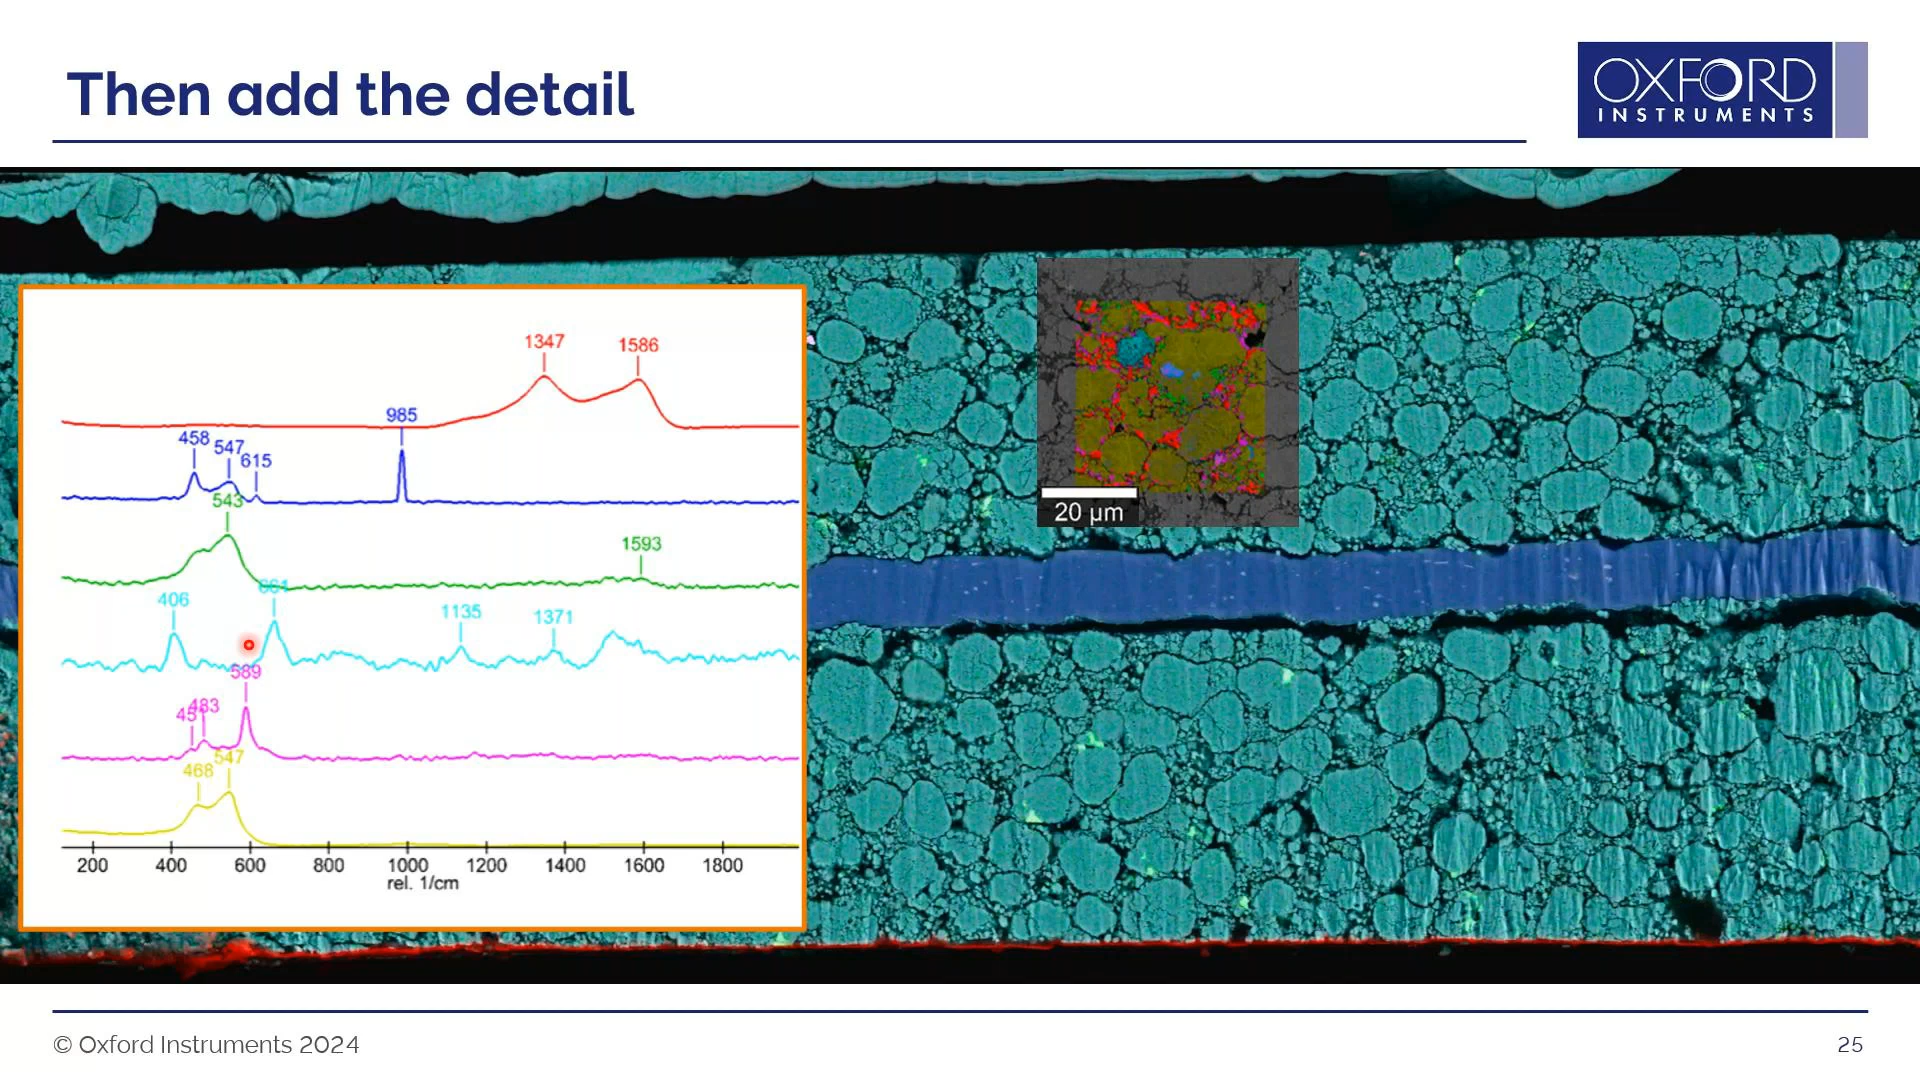 Then add the detail
OXFORD
INSTRUMENTS
1347
1586
985
458
547
615
543
1593
661
406
1135
1371
589
483
45
468
547
20 µm
200 400 600 800 1000 1200 1400 1600 1800
rel. 1/cm
© Oxford Instruments 2024
25